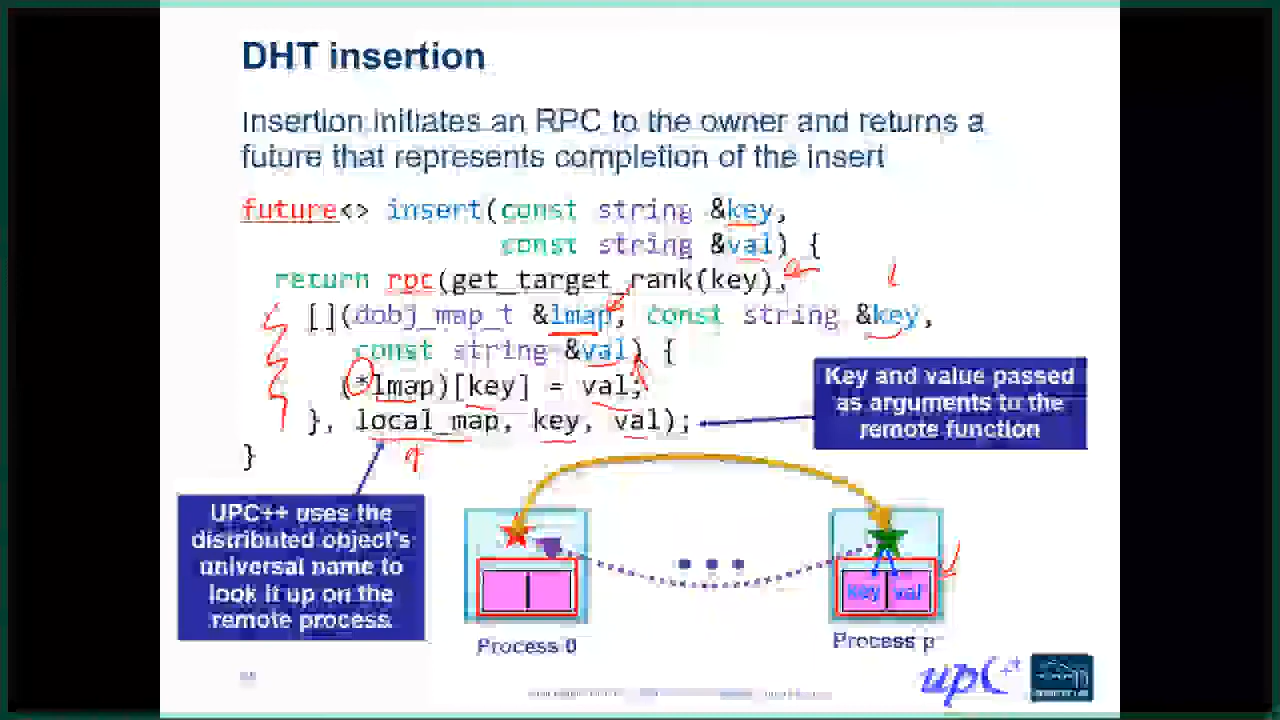 DHT insertion
Insertion initiates an RPC to the owner and returns a
future that represents completion of the insert
future<> insert(const string &key,
const string &val) {
return rpc(get_target_rank(key),
[](dobj_map_t &lmap, const string &key,
const string &val) {
(*lmap)[key] = val;
}, local_map, key, val);
}
Key and value passed
as arguments to the
remote function
UPC++ uses the
distributed object's
universal name to
look it up on the
remote process.
key val
Process 0
Process p
UPC++